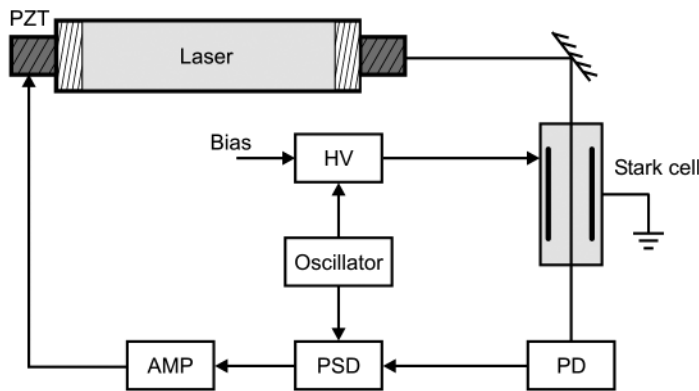 PZT
Laser
Bias
HV
Stark cell
Oscillator
AMP
PSD
PD